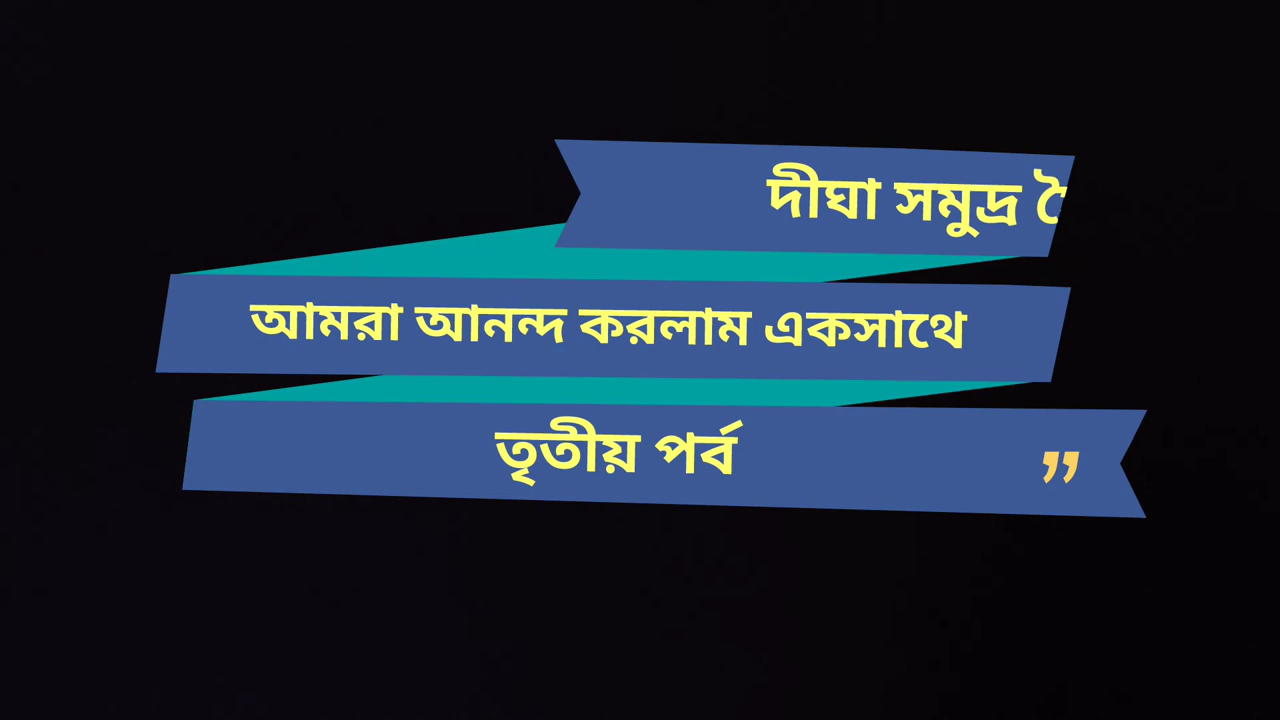 দীঘা সমুদ্র
আমরা আনন্দ করলাম একসাথে
তৃতীয় পর্ব ”